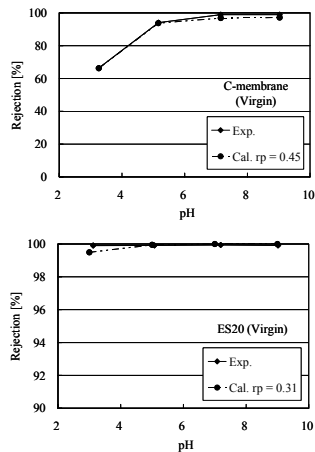 100
80
60
40
20
0
Rejection [%]
C-membrane
(Virgin)
Exp.
Cal. rp = 0.45
2 4 6 8 10
pH
100
98
96
94
92
90
Rejection [%]
ES20 (Virgin)
Exp.
Cal. rp = 0.31
2 4 6 8 10
pH